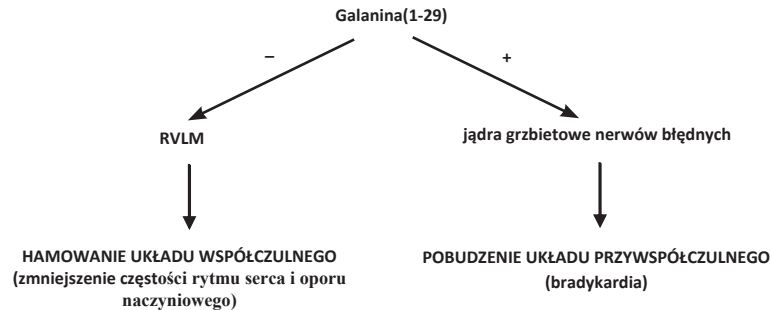 Galanina(1-29)
– +
RVLM
jądra grzbietowe nerwów błędnych
HAMOWANIE UKŁADU WSPÓŁCZULNEGO
(zmniejszenie częstości rytmu serca i oporu
naczyniowego)
POBUDZENIE UKŁADU PRZYWSPÓŁCZULNEGO
(bradykardia)